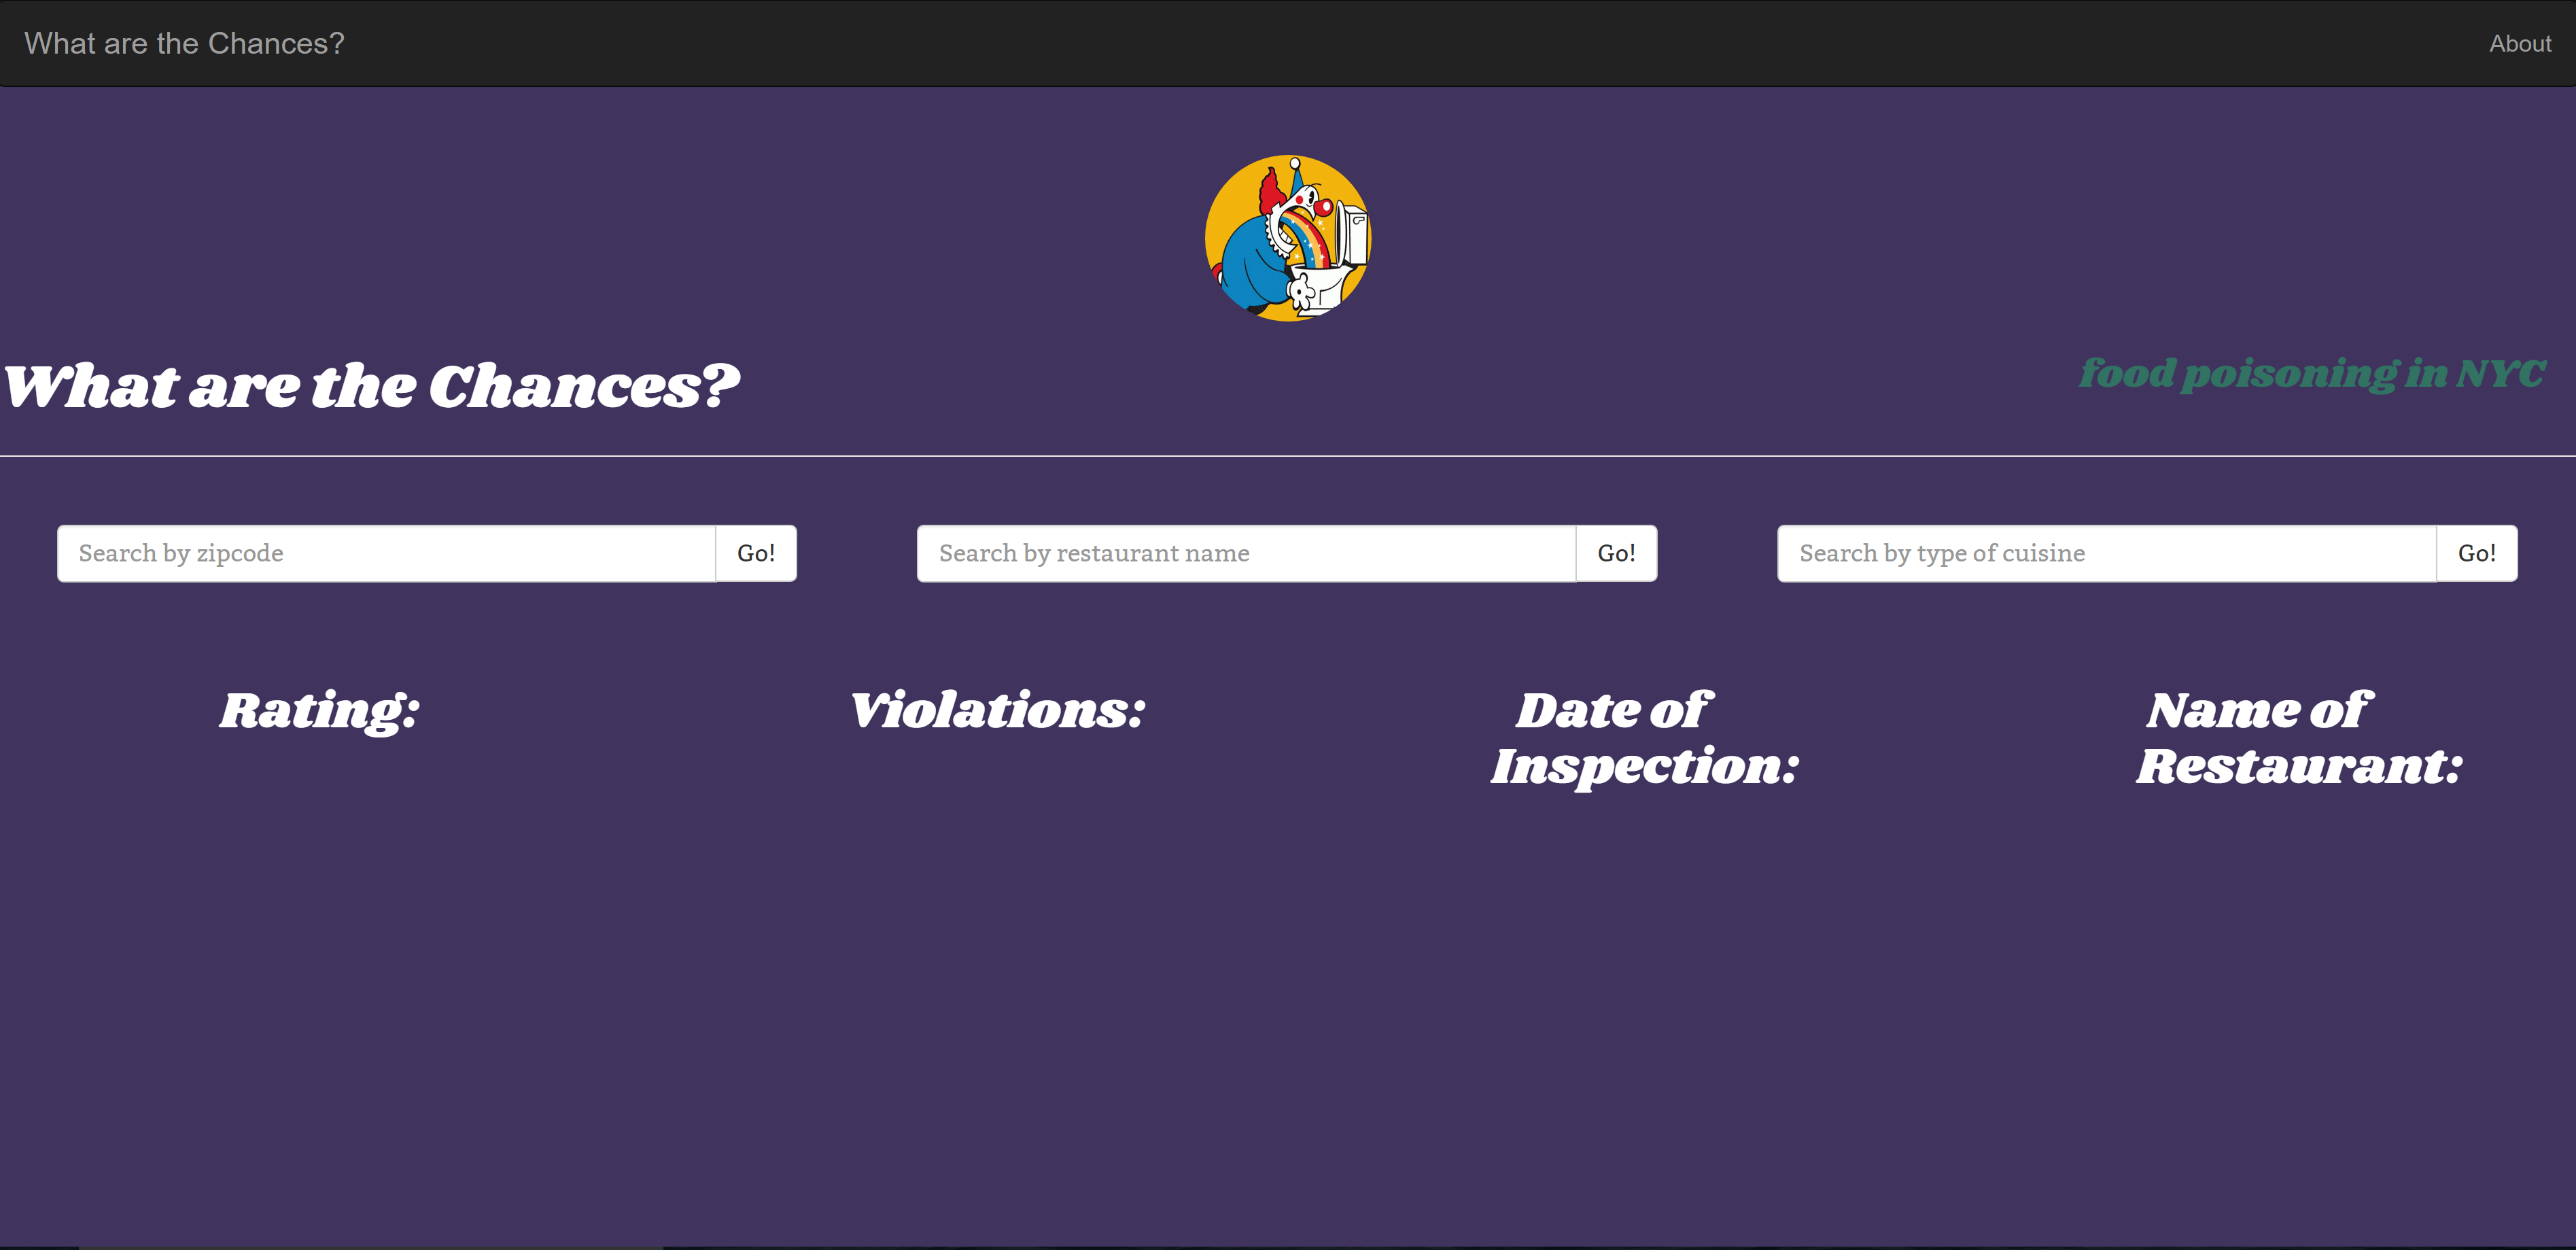 What are the Chances?
About
What are the Chances?
food poisoning in NYC
Search by zipcode
Go!
Search by restaurant name
Go!
Search by type of cuisine
Go!
Rating:
Violations:
Date of
Inspection:
Name of
Restaurant: